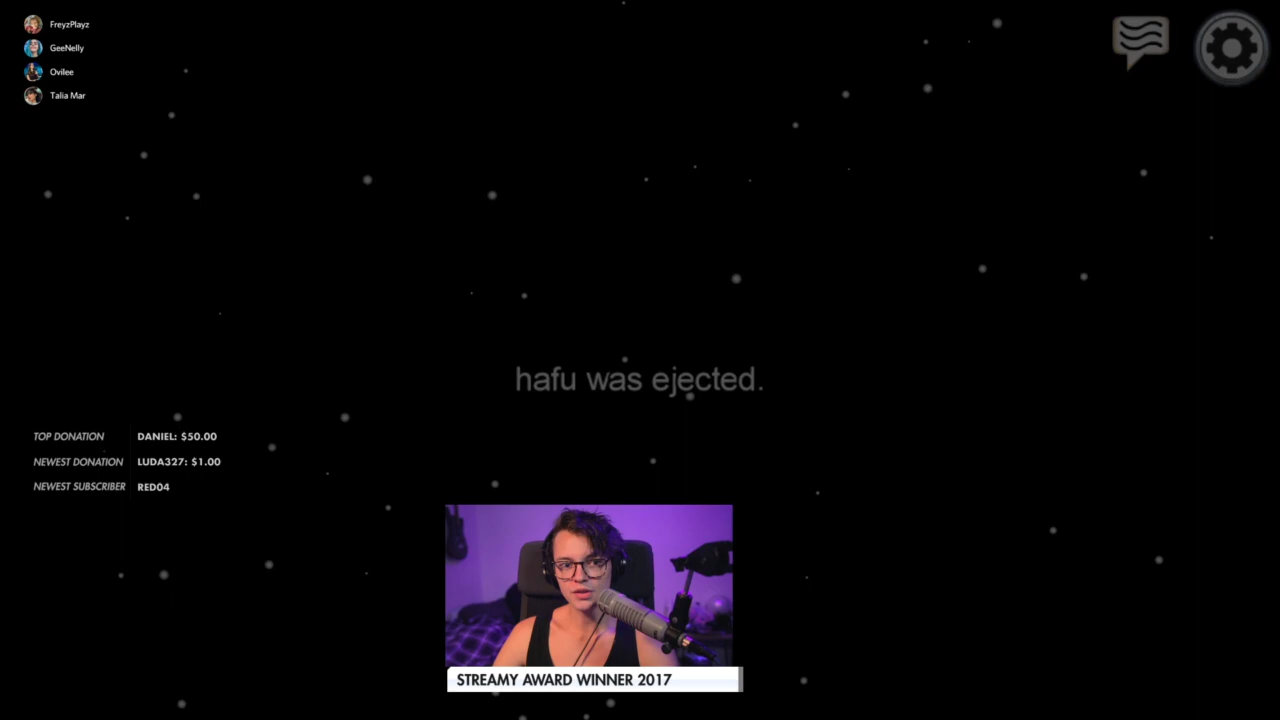 FreyzPlayz
GeeNelly
Ovilee
Talia Mar
hafu was ejected.
TOP DONATION DANIEL: $50.00
NEWEST DONATION LUDA327: $1.00
NEWEST SUBSCRIBER RED04
STREAMY AWARD WINNER 2017